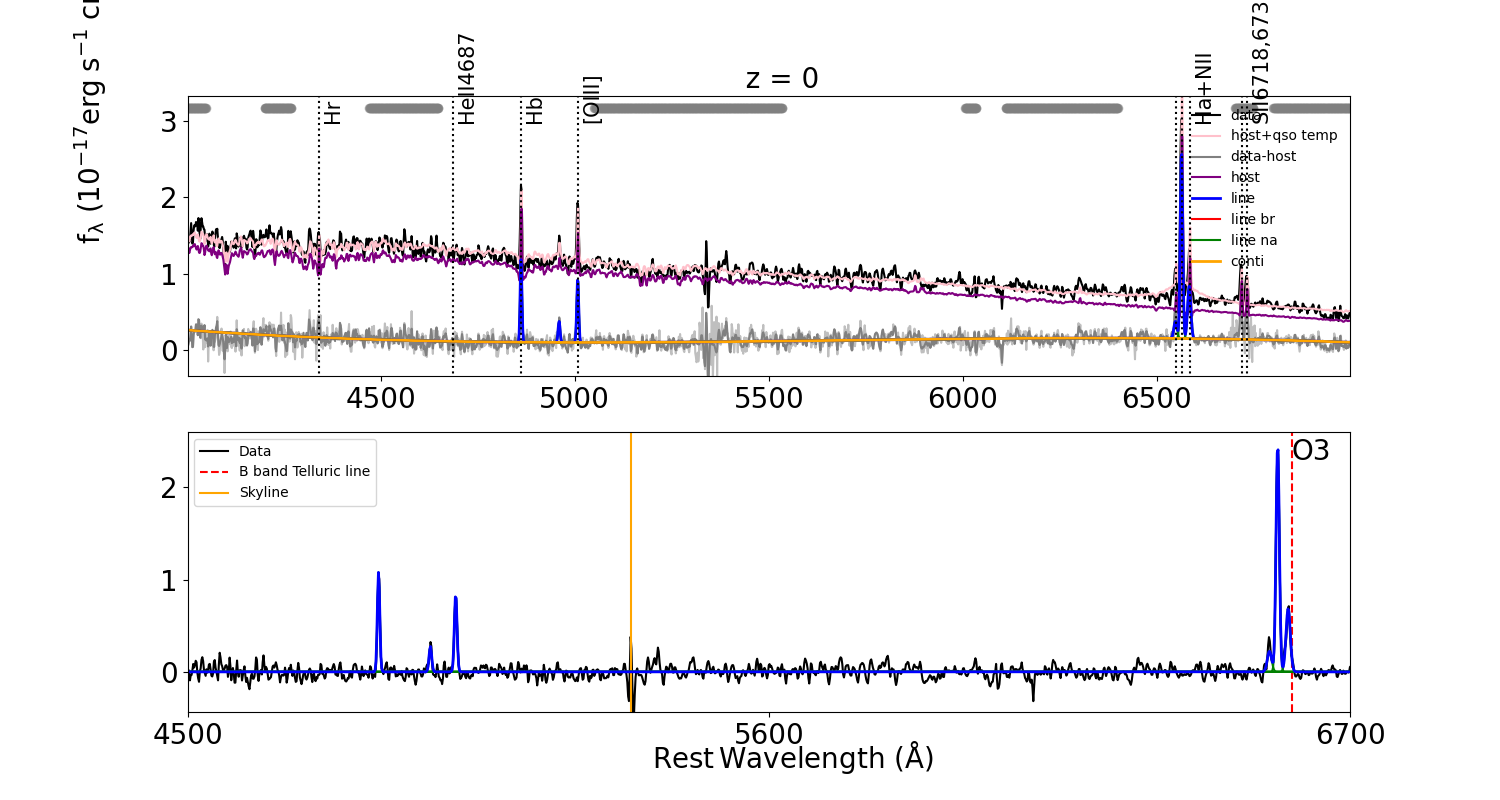 z = 0
fλ (10⁻¹⁷erg s⁻¹
Hr
HeII4687
Hb
[OIII]
Ha+NII
SII6718,673
data
host+qso temp
data-host
host
line
line br
line na
conti
3
2
1
0
4500 5000 5500 6000 6500
Data
B band Telluric line
Skyline
O3
2
1
0
4500 5600 6700
Rest Wavelength (Å)